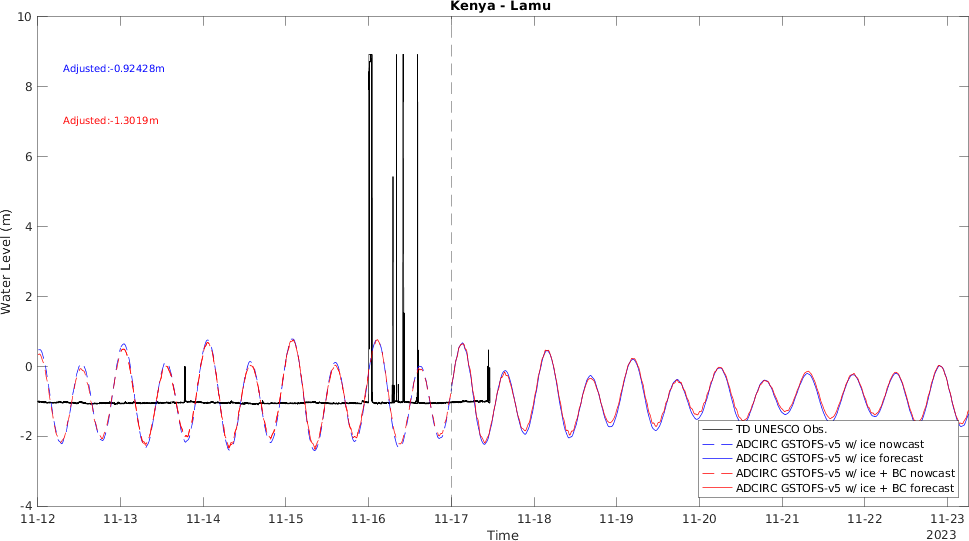 Kenya - Lamu
10
8
6
4
2
0
-2
-4
Water Level (m)
Adjusted:-0.92428m
Adjusted:-1.3019m
TD UNESCO Obs.
ADCIRC GSTOFS-v5 w/ ice nowcast
ADCIRC GSTOFS-v5 w/ ice forecast
ADCIRC GSTOFS-v5 w/ ice + BC nowcast
ADCIRC GSTOFS-v5 w/ ice + BC forecast
11-12 11-13 11-14 11-15 11-16 11-17 11-18 11-19 11-20 11-21 11-22 11-23
Time
2023